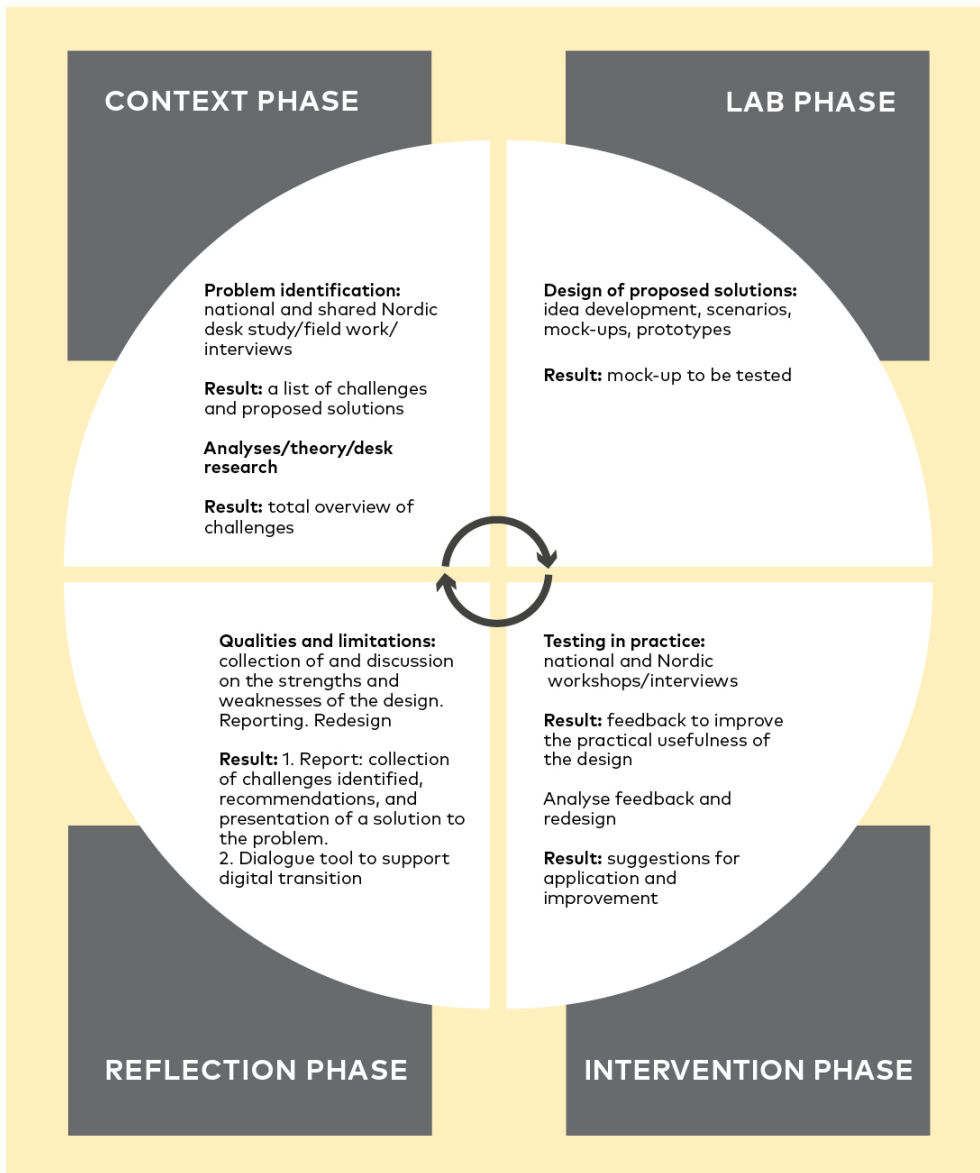 CONTEXT PHASE
Problem identification:
national and shared Nordic
desk study/field work/
interviews
Result: a list of challenges
and proposed solutions
Analyses/theory/desk
research
Result: total overview of
challenges
LAB PHASE
Design of proposed solutions:
idea development, scenarios,
mock-ups, prototypes
Result: mock-up to be tested
Testing in practice:
national and Nordic
workshops/interviews
Result: feedback to improve
the practical usefulness of
the design
Analyse feedback and
redesign
Result: suggestions for
application and
improvement
INTERVENTION PHASE
Qualities and limitations:
collection of and discussion
on the strengths and
weaknesses of the design.
Reporting. Redesign
Result: 1. Report: collection
of challenges identified,
recommendations, and
presentation of a solution to
the problem.
2. Dialogue tool to support
digital transition
REFLECTION PHASE